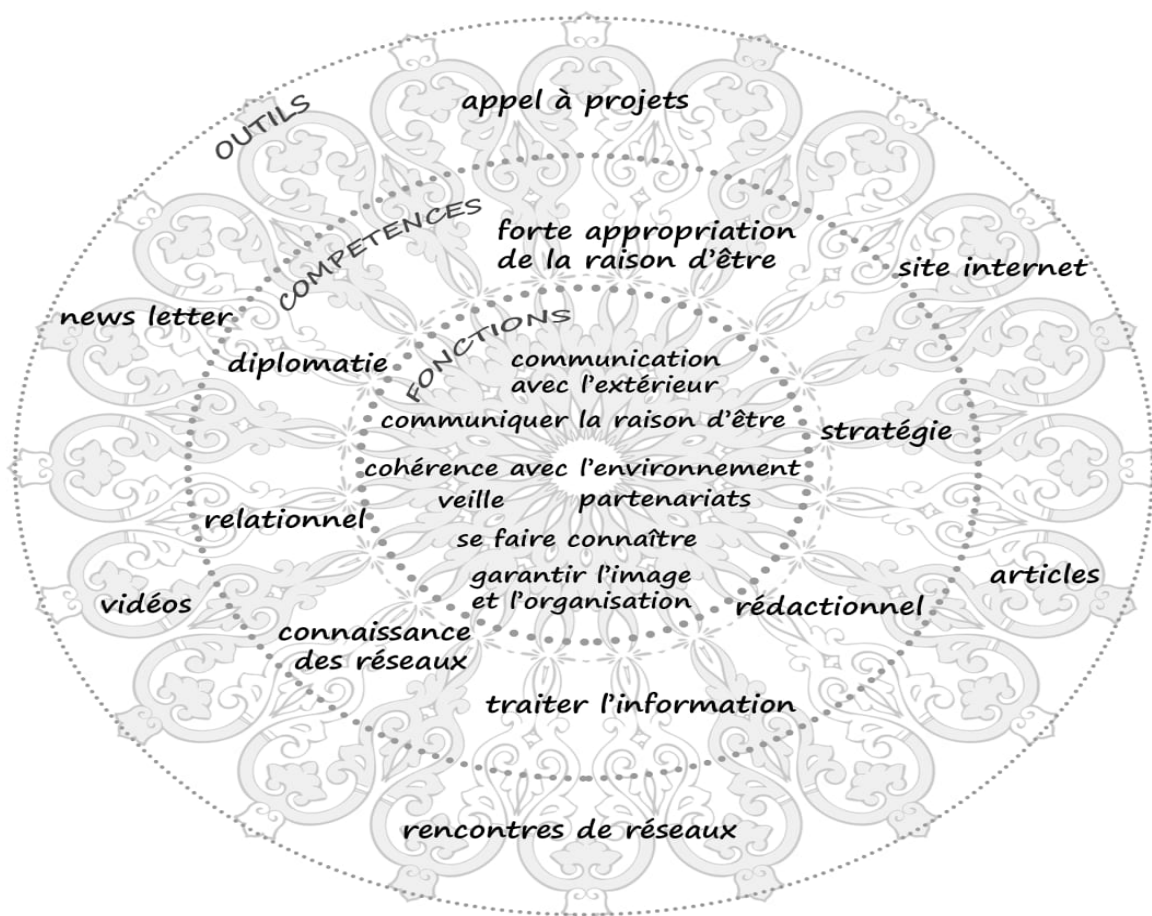 OUTILS
appel à projets
COMPETENCES
forte appropriation
de la raison d'être
site internet
news letter
FONCTIONS
diplomatie
communication
avec l'extérieur
communiquer la raison d'être
stratégie
cohérence avec l'environnement
veille partenariats
relationnel
se faire connaître
garantir l'image
et l'organisation
articles
vidéos
rédactionnel
connaissance
des réseaux
traiter l'information
rencontres de réseaux